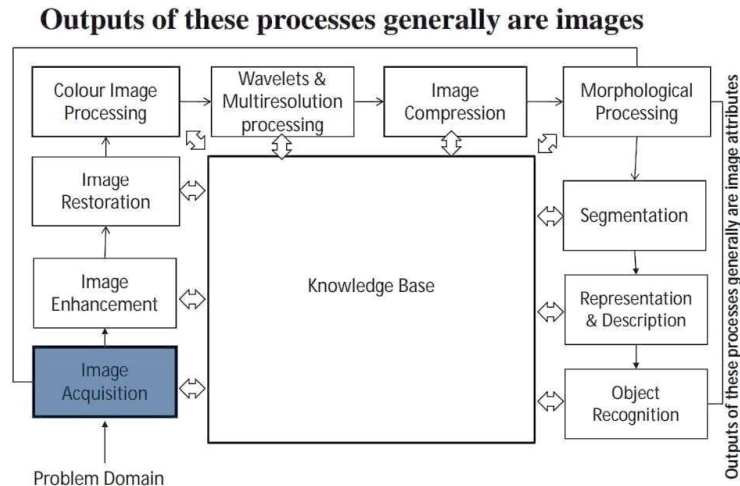 Outputs of these processes generally are images
Colour Image
Processing
Wavelets &
Multiresolution
processing
Image
Compression
Morphological
Processing
Image
Restoration
Image
Enhancement
Image
Acquisition
Problem Domain
Knowledge Base
Segmentation
Representation
& Description
Object
Recognition
Outputs of these processes generally are image attributes